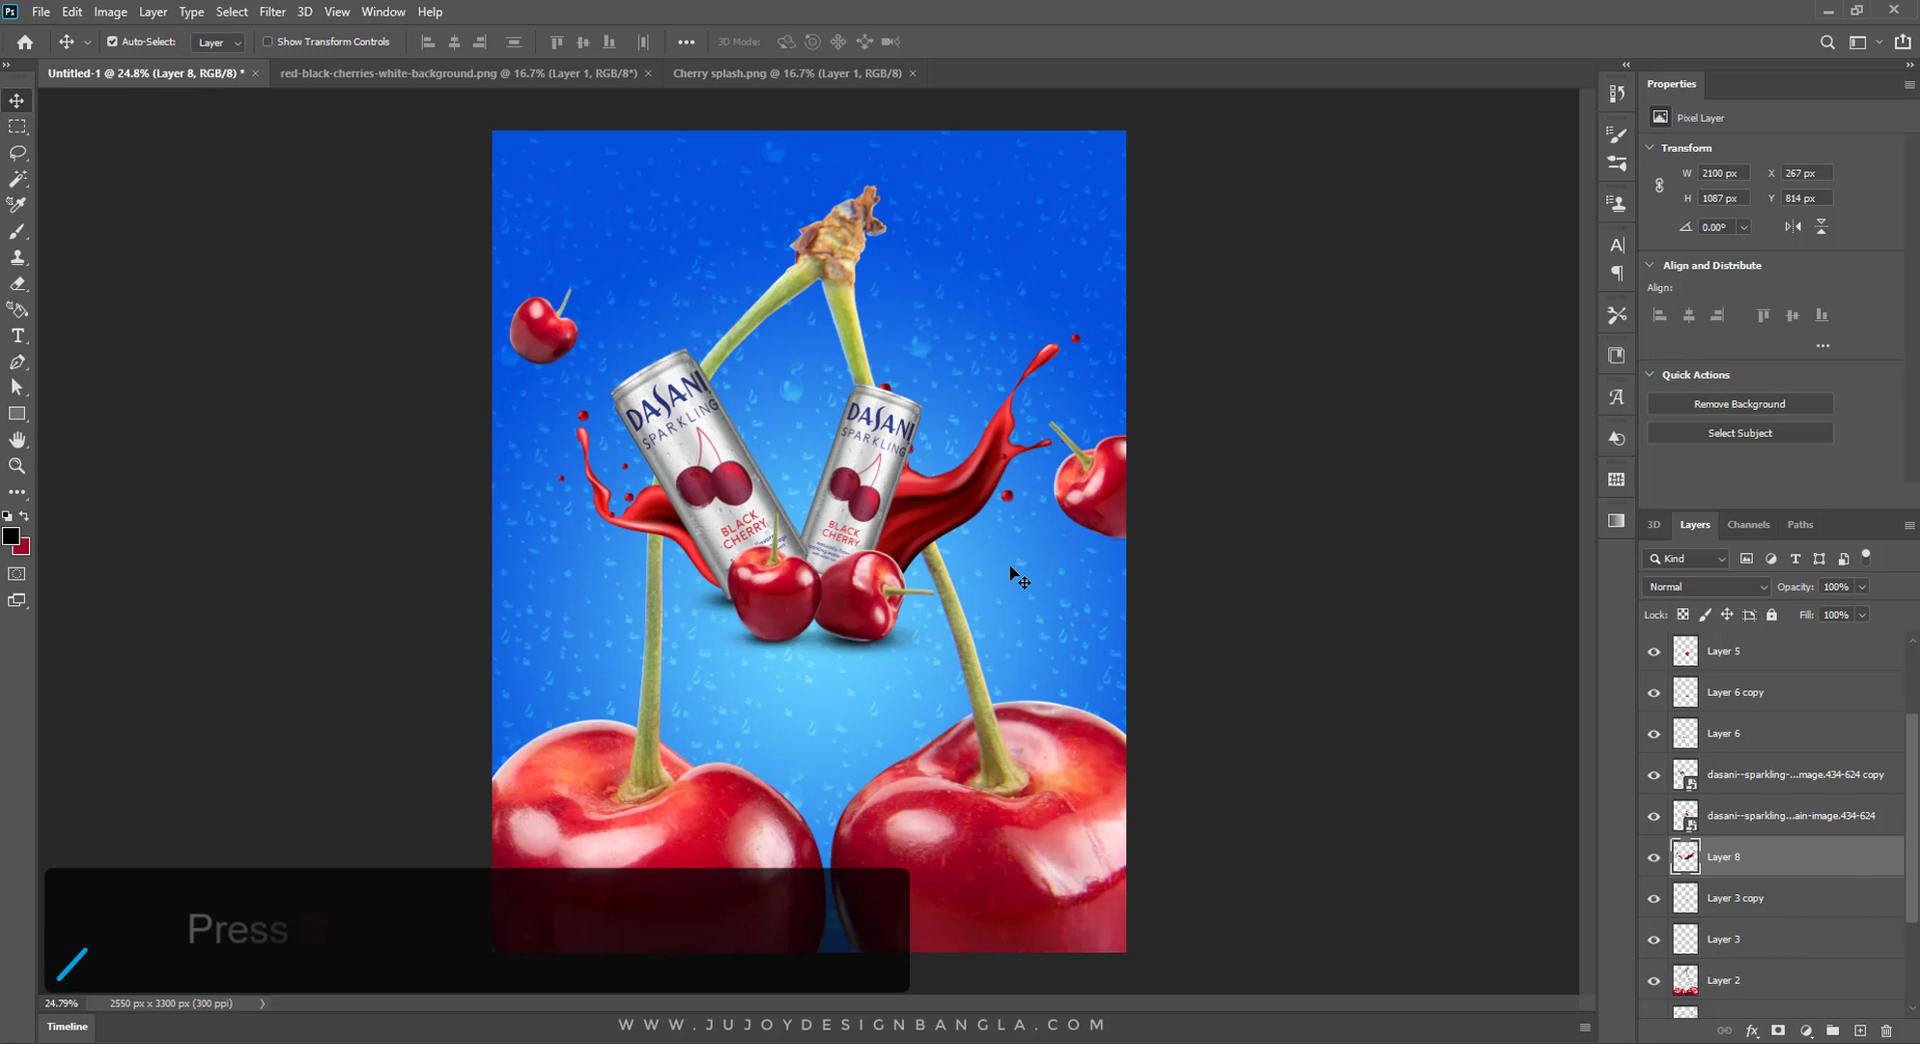 Ps File Edit Image Layer Type Select Filter 3D View Window Help
Auto-Select: Layer Show Transform Controls 3D Mode:
Untitled-1 @ 24.8% (Layer 8, RGB/8) * red-black-cherries-white-background.png @ 16.7% (Layer 1, RGB/8*) Cherry splash.png @ 16.7% (Layer 1, RGB/8)
Properties
Pixel Layer
Transform
W 2100 px X 267 px
H 1087 px Y 814 px
0.00°
Align and Distribute
Align:
Quick Actions
Remove Background
Select Subject
3D Layers Channels Paths
Kind
Normal Opacity: 100%
Lock: Fill: 100%
Layer 5
Layer 6 copy
Layer 6
dasani--sparkling-...mage.434-624 copy
dasani--sparkling...ain-image.434-624
Layer 8
Layer 3 copy
Layer 3
Layer 2
DASANI
SPARKLING
BLACK
CHERRY
DASANI
SPARKLING
BLACK
CHERRY
Press
24.79% 2550 px x 3300 px (300 ppi)
Timeline
WWW.JUJOYDESIGNBANGLA.COM